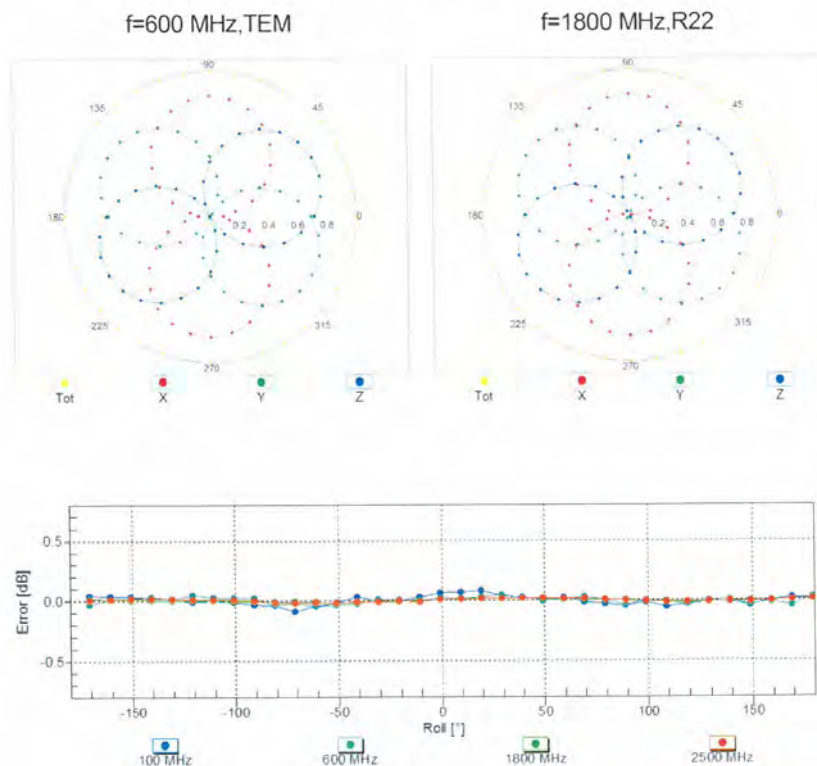 f=600 MHz,TEM
f=1800 MHz,R22
90
135
45
180
0.2 0.4 0.6 0.8
0
225
315
270
Tot X Y Z
90
135
45
180
0.2 0.4 0.6 0.8
0
225
315
270
Tot X Y Z
Error [dB]
0.5
0.0
-0.5
-150 -100 -50 0 50 100 150
Roll [°]
100 MHz 600 MHz 1800 MHz 2500 MHz